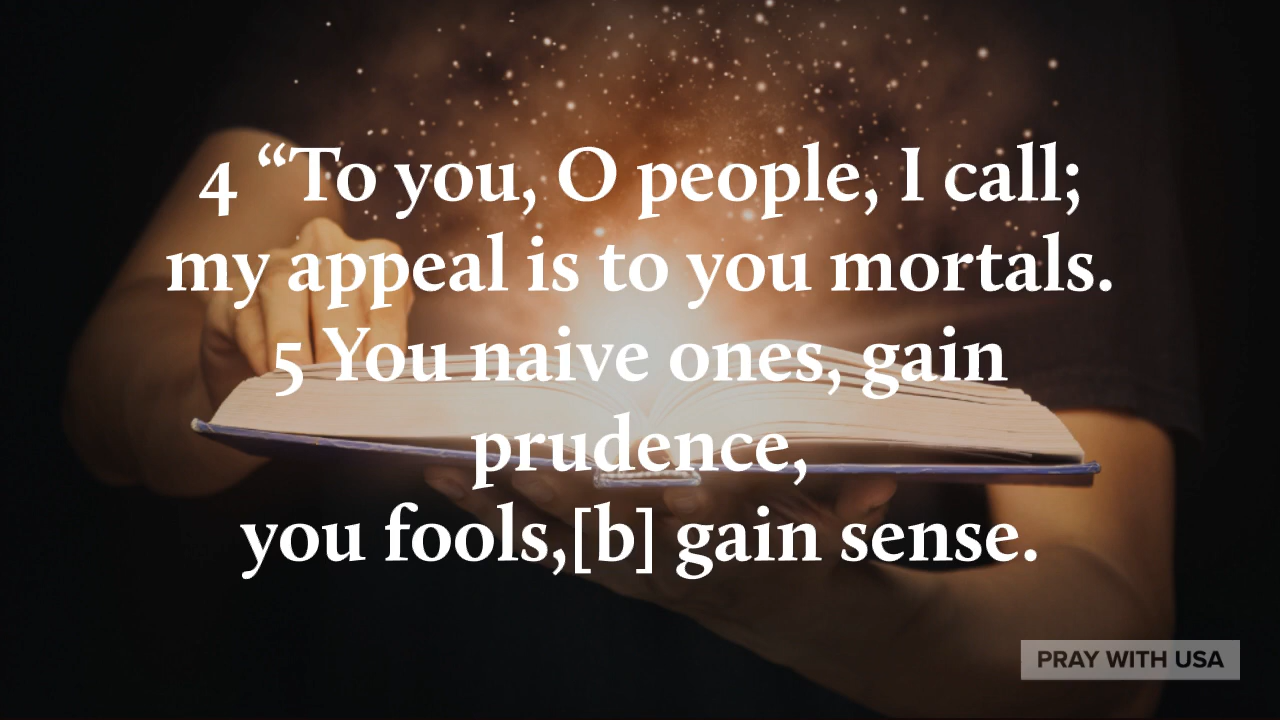 4 “To you, O people, I call;
my appeal is to you mortals.
5 You naive ones, gain
prudence,
you fools,[b] gain sense.
PRAY WITH USA